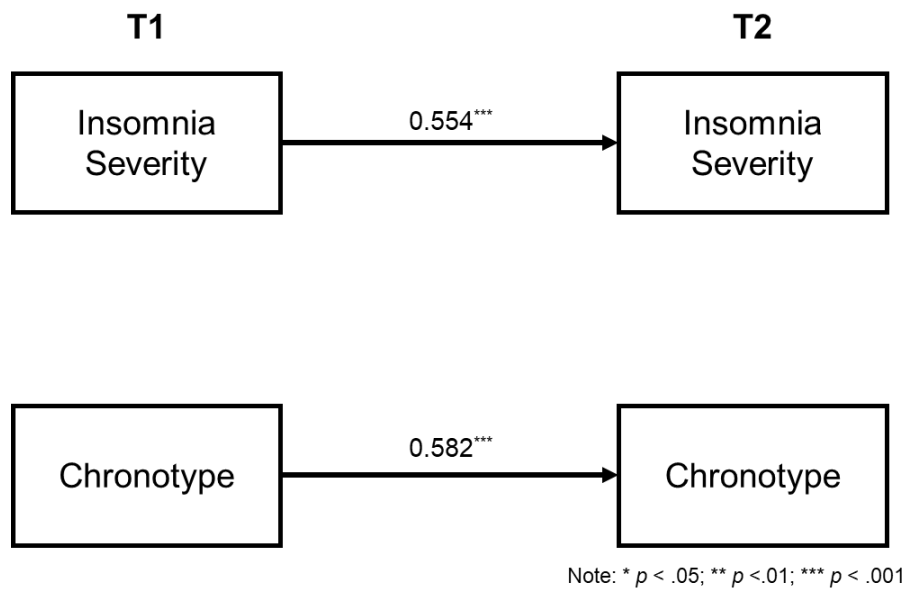 T1
T2
Insomnia
Severity
0.554***
Insomnia
Severity
Chronotype
0.582***
Chronotype
Note: * p < .05; ** p <.01; *** p < .001